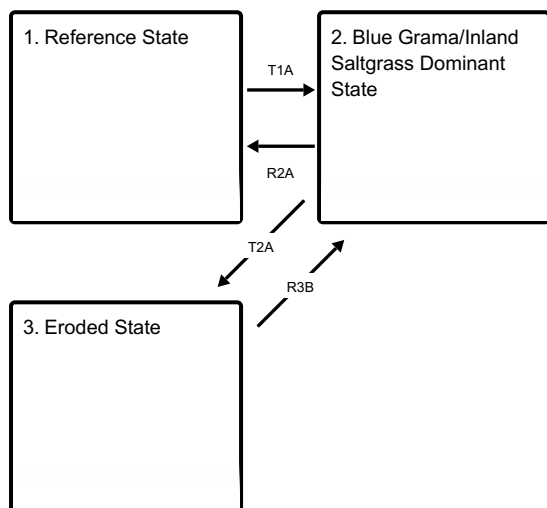 1. Reference State
T1A
2. Blue Grama/Inland
Saltgrass Dominant
State
R2A
T2A
R3B
3. Eroded State